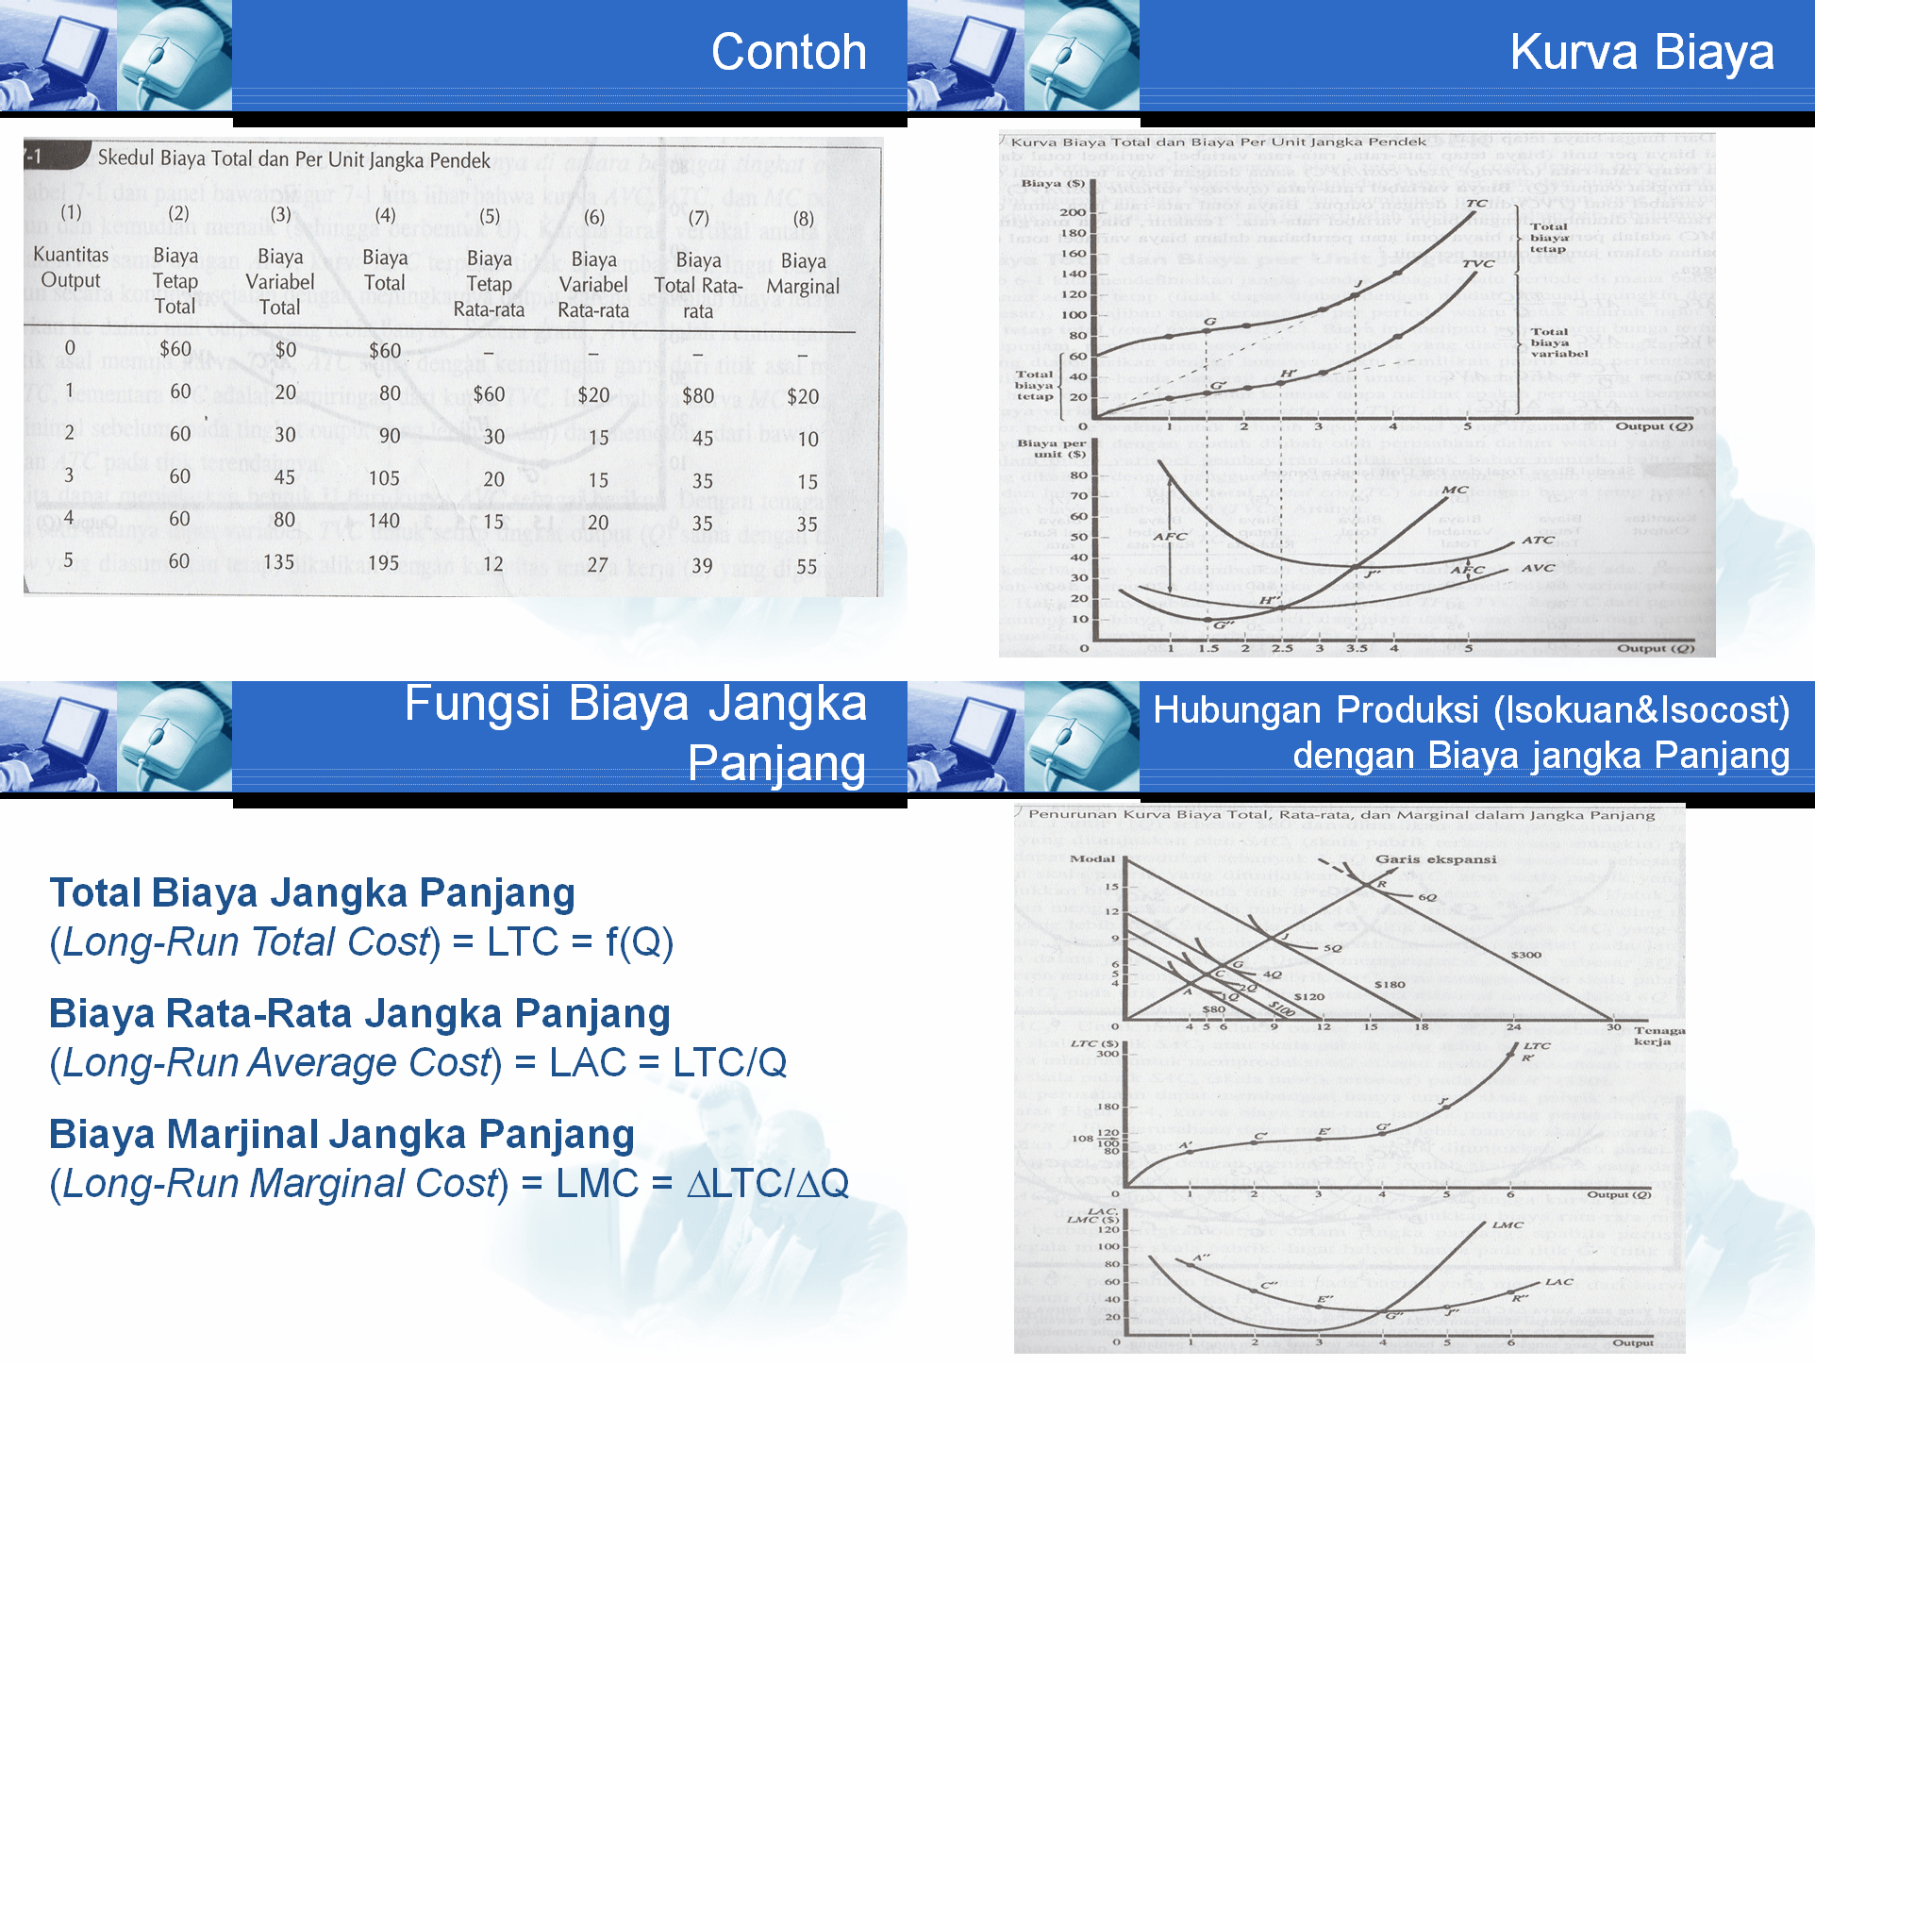 Contoh
7-1 Skedul Biaya Total dan Per Unit Jangka Pendek
(1) (2) (3) (4) (5) (6) (7) (8)
Kuantitas Biaya Biaya Biaya Biaya Biaya Biaya Biaya
Output Tetap Variabel Total Tetap Variabel Total Rata- Marginal
Total Total Rata-rata Rata-rata rata
0 $60 $0 $60 – – – –
1 60 20 80 $60 $20 $80 $20
2 60 30 90 30 15 45 10
3 60 45 105 20 15 35 15
4 60 80 140 15 20 35 35
5 60 135 195 12 27 39 55
Kurva Biaya
Kurva Biaya Total dan Biaya Per Unit Jangka Pendek
Biaya ($)
200
180
160
140
120
100
80
60
40
20
0 1 2 3 4 5 Output (Q)
TC
TVC
G
J
G'
H'
Total
biaya
tetap
Total
biaya
tetap
Total
biaya
variabel
Biaya per
unit ($)
80
70
60
50
40
30
20
10
0 1 1.5 2 2.5 3 3.5 4 5 Output (Q)
MC
ATC
AVC
AFC
AFC
J"
H"
G"
Fungsi Biaya Jangka
Panjang
Total Biaya Jangka Panjang
(Long-Run Total Cost) = LTC = f(Q)
Biaya Rata-Rata Jangka Panjang
(Long-Run Average Cost) = LAC = LTC/Q
Biaya Marjinal Jangka Panjang
(Long-Run Marginal Cost) = LMC = ∆LTC/∆Q
Hubungan Produksi (Isokuan&Isocost)
dengan Biaya jangka Panjang
Penurunan Kurva Biaya Total, Rata-rata, dan Marginal dalam Jangka Panjang
Modal
Garis ekspansi
15
12
9
6
5
4
R
6Q
J
5Q
G
4Q
C
2Q
A
1Q
$80
$100
$120
$180
$300
0 4 5 6 9 12 15 18 24 30 Tenaga
kerja
LTC ($)
300
180
120
108
100
80
LTC
R'
J'
G'
E'
C'
A'
0 1 2 3 4 5 6 Output (Q)
LAC,
LMC ($)
120
100
80
60
40
20
LMC
LAC
A"
C"
E"
G"
J"
R"
0 1 2 3 4 5 6 Output